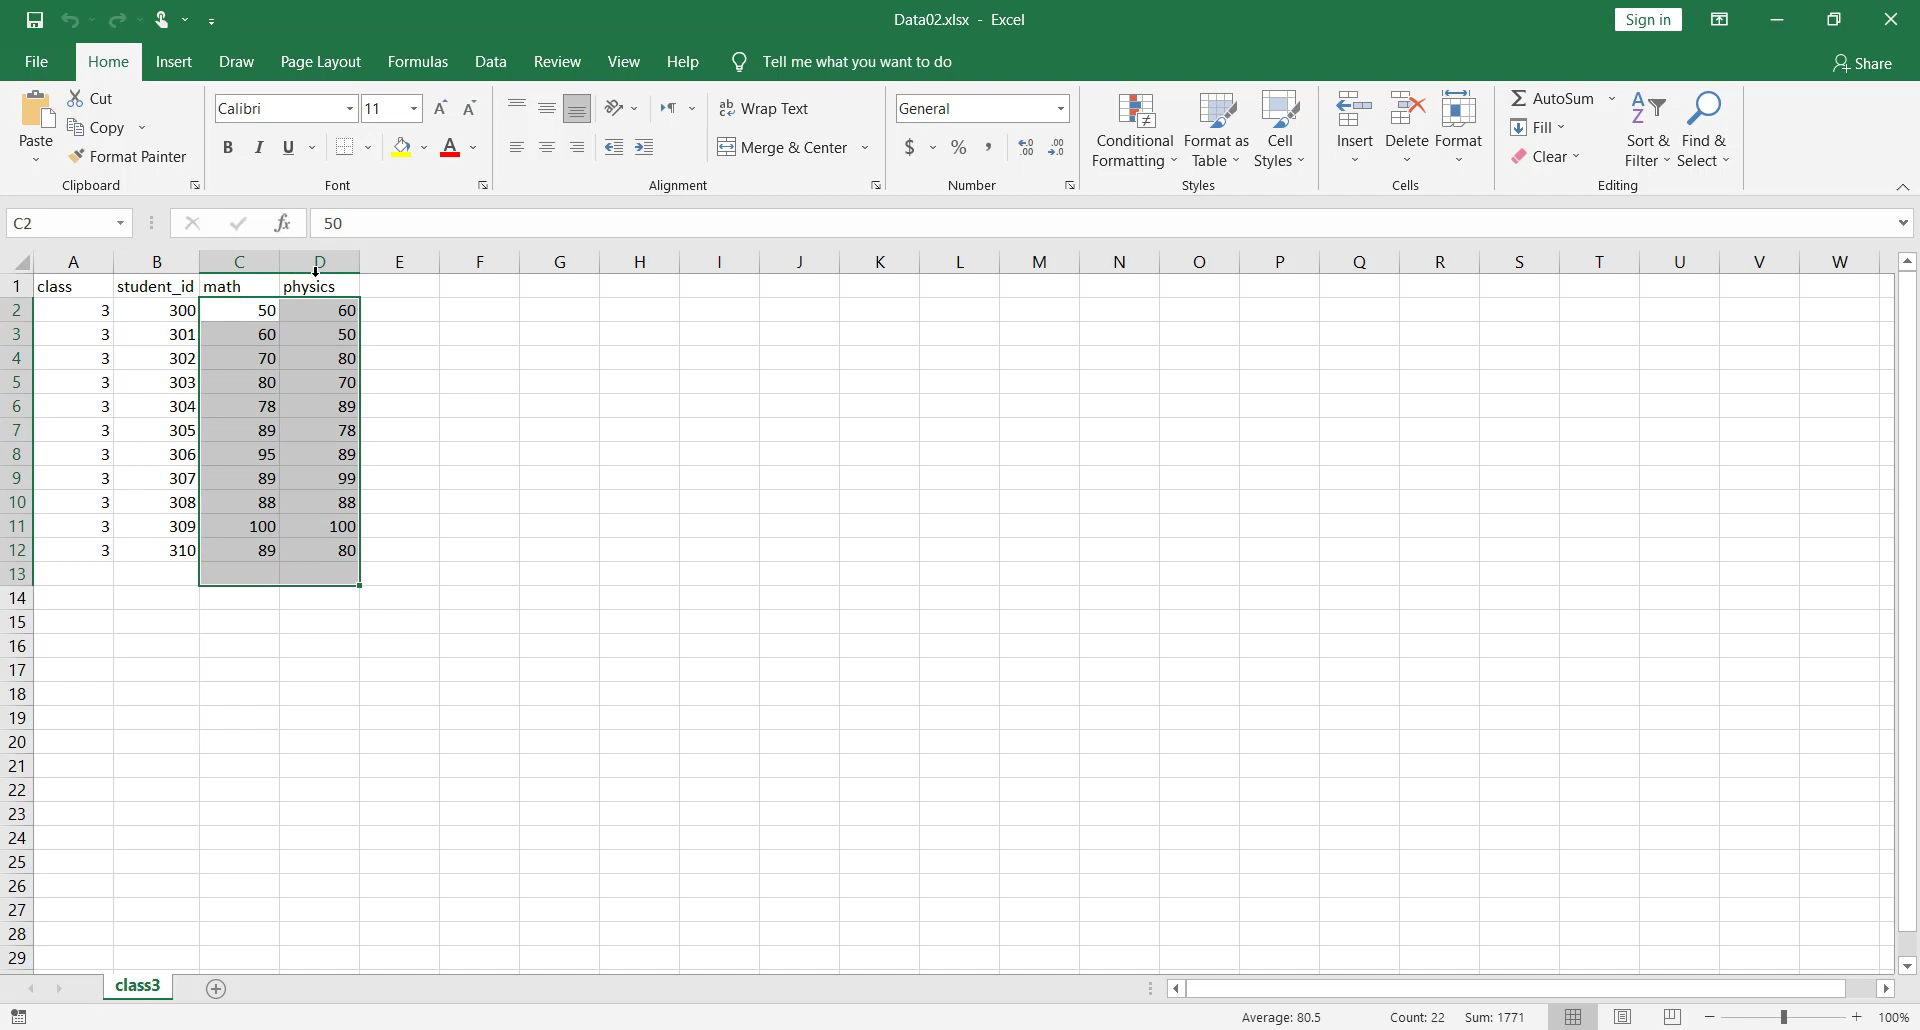 Data02.xlsx - Excel
Sign in
File Home Insert Draw Page Layout Formulas Data Review View Help Tell me what you want to do Share
Paste
Cut
Copy
Format Painter
Clipboard
Calibri 11
A A
B I U A
Font
ab Wrap Text
Merge & Center
Alignment
General
$ % ,
Number
Conditional Formatting
Format as Table
Cell Styles
Styles
Insert Delete Format
Cells
AutoSum
Fill
Clear
Sort & Filter
Find & Select
Editing
C2 fx 50
A B C D E F G H I J K L M N O P Q R S T U V W
1 class student_id math physics
2 3 300 50 60
3 3 301 60 50
4 3 302 70 80
5 3 303 80 70
6 3 304 78 89
7 3 305 89 78
8 3 306 95 89
9 3 307 89 99
10 3 308 88 88
11 3 309 100 100
12 3 310 89 80
13
14
15
16
17
18
19
20
21
22
23
24
25
26
27
28
29
class3
Average: 80.5 Count: 22 Sum: 1771 100%